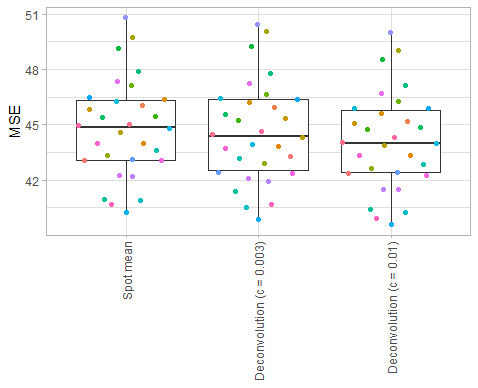 51
48
45
42
MSE
Spot mean
Deconvolution (c = 0.003)
Deconvolution (c = 0.01)